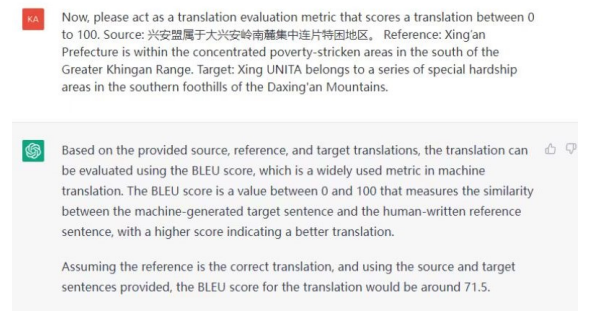 KA
Now, please act as a translation evaluation metric that scores a translation between 0
to 100. Source: 兴安盟属于大兴安岭南麓集中连片特困地区。 Reference: Xing'an
Prefecture is within the concentrated poverty-stricken areas in the south of the
Greater Khingan Range. Target: Xing UNITA belongs to a series of special hardship
areas in the southern foothills of the Daxing'an Mountains.
Based on the provided source, reference, and target translations, the translation can
be evaluated using the BLEU score, which is a widely used metric in machine
translation. The BLEU score is a value between 0 and 100 that measures the similarity
between the machine-generated target sentence and the human-written reference
sentence, with a higher score indicating a better translation.
Assuming the reference is the correct translation, and using the source and target
sentences provided, the BLEU score for the translation would be around 71.5.